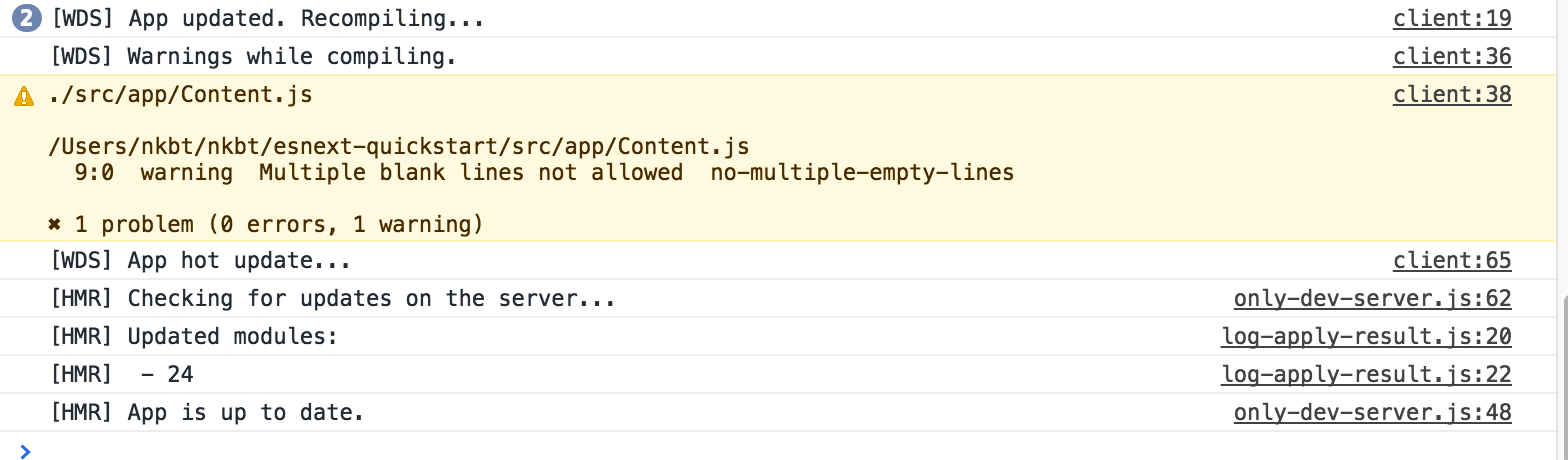 2 [WDS] App updated. Recompiling... client:19
[WDS] Warnings while compiling. client:36
./src/app/Content.js client:38
/Users/nkbt/nkbt/esnext-quickstart/src/app/Content.js
9:0  warning  Multiple blank lines not allowed  no-multiple-empty-lines
✖ 1 problem (0 errors, 1 warning)
[WDS] App hot update... client:65
[HMR] Checking for updates on the server... only-dev-server.js:62
[HMR] Updated modules: log-apply-result.js:20
[HMR]  - 24 log-apply-result.js:22
[HMR] App is up to date. only-dev-server.js:48